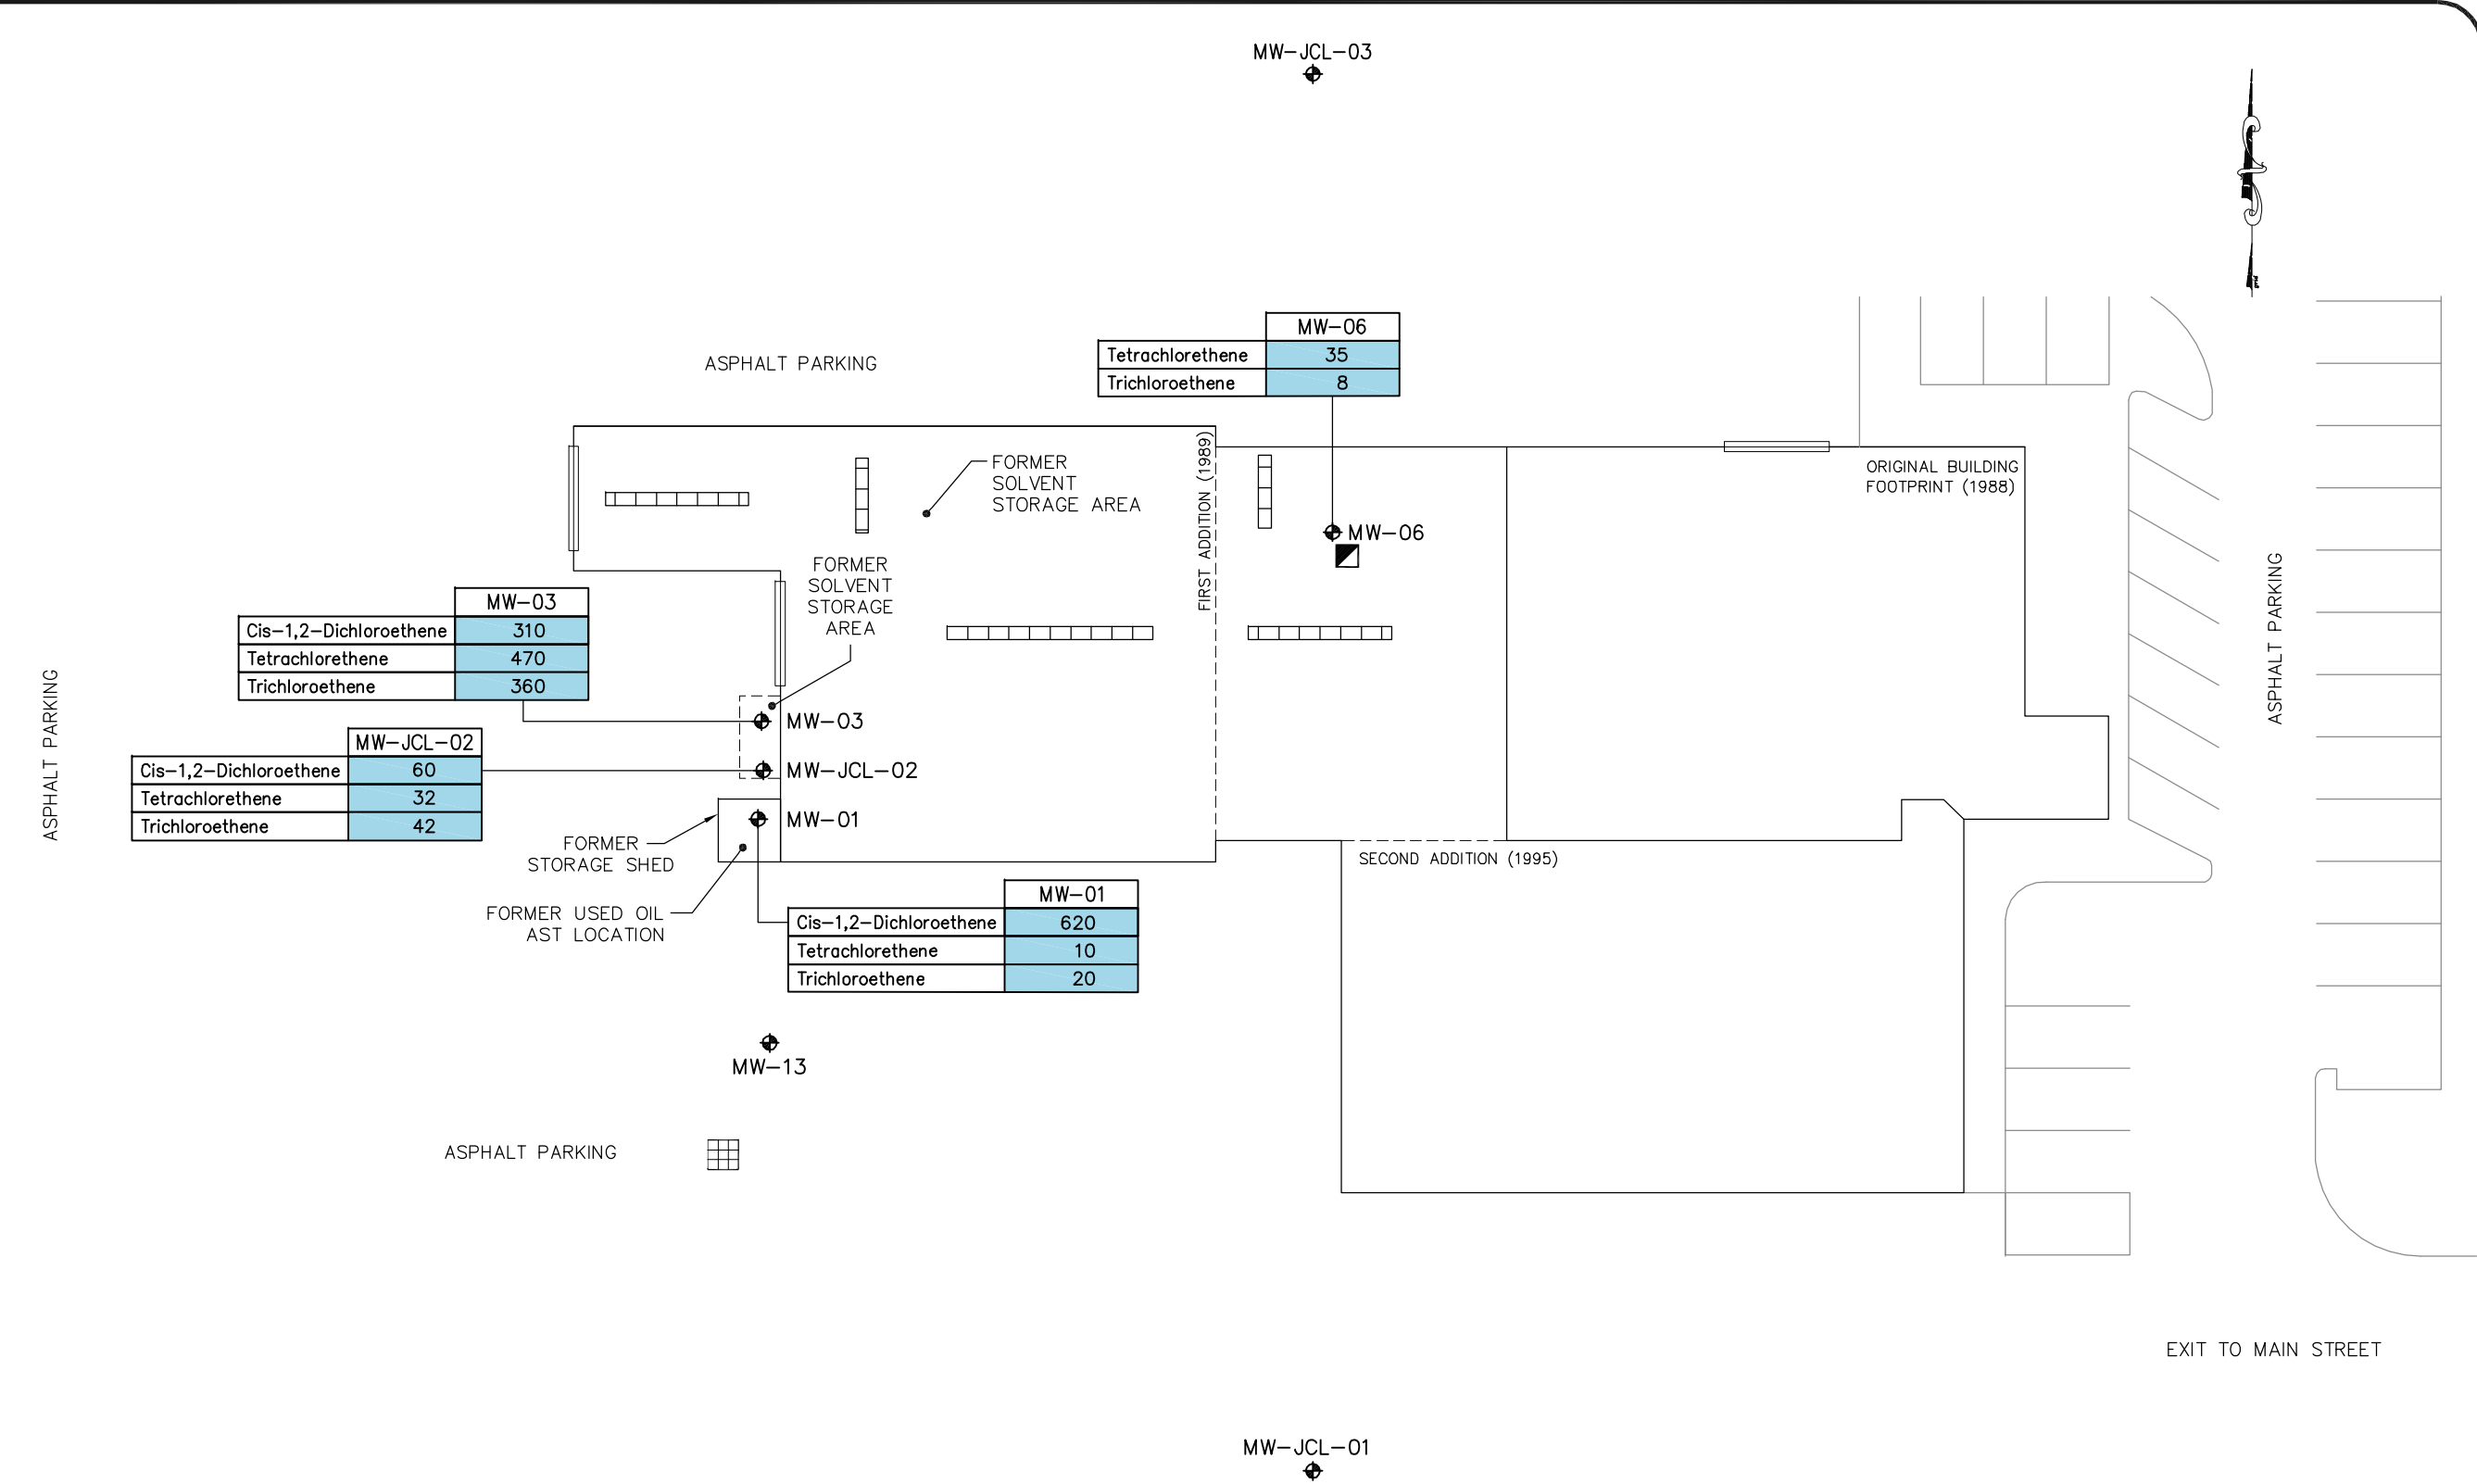 MW-JCL-03
MW-06
Tetrachlorethene 35
Trichloroethene 8
ASPHALT PARKING
FIRST ADDITION (1989)
FORMER
SOLVENT
STORAGE AREA
ORIGINAL BUILDING
FOOTPRINT (1988)
MW-06
FORMER
SOLVENT
STORAGE
AREA
ASPHALT PARKING
MW-03
Cis-1,2-Dichloroethene 310
Tetrachlorethene 470
Trichloroethene 360
ASPHALT PARKING
MW-03
MW-JCL-02
Cis-1,2-Dichloroethene 60
Tetrachlorethene 32
Trichloroethene 42
MW-JCL-02
MW-01
FORMER
STORAGE SHED
SECOND ADDITION (1995)
FORMER USED OIL
AST LOCATION
MW-01
Cis-1,2-Dichloroethene 620
Tetrachlorethene 10
Trichloroethene 20
MW-13
ASPHALT PARKING
EXIT TO MAIN STREET
MW-JCL-01